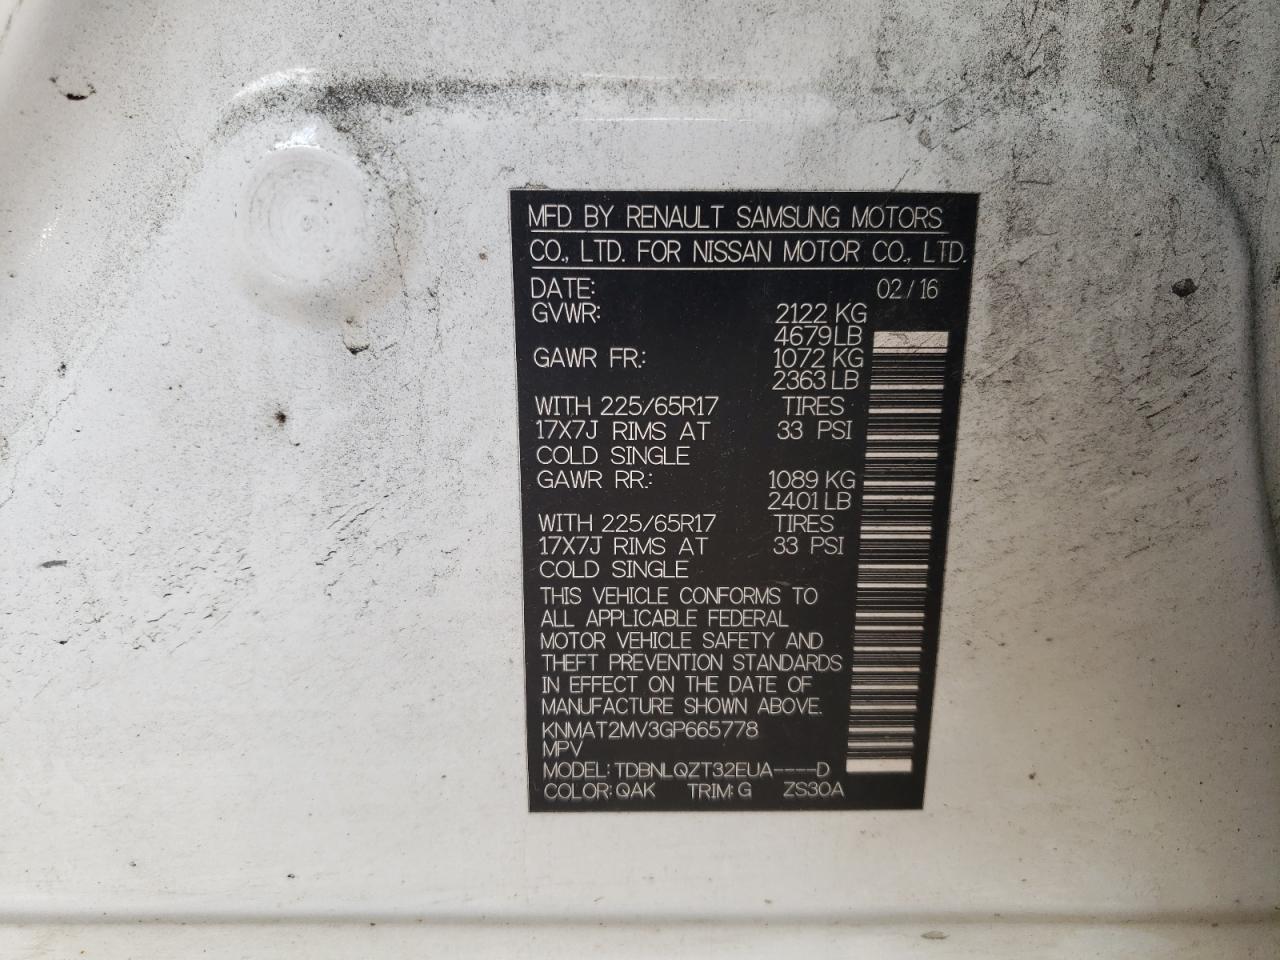 MFD BY RENAULT SAMSUNG MOTORS
CO., LTD. FOR NISSAN MOTOR CO., LTD.
DATE: 02/16
GVWR: 2122 KG
4679LB
GAWR FR.: 1072 KG
2363LB
WITH 225/65R17 TIRES
17X7J RIMS AT 33 PSI
COLD SINGLE
GAWR RR.: 1089 KG
2401LB
WITH 225/65R17 TIRES
17X7J RIMS AT 33 PSI
COLD SINGLE
THIS VEHICLE CONFORMS TO
ALL APPLICABLE FEDERAL
MOTOR VEHICLE SAFETY AND
THEFT PREVENTION STANDARDS
IN EFFECT ON THE DATE OF
MANUFACTURE SHOWN ABOVE.
KNMAT2MV3GP665778
MPV
MODEL: TDBNLQZT32EUA----D
COLOR: QAK TRIM: G ZS30A